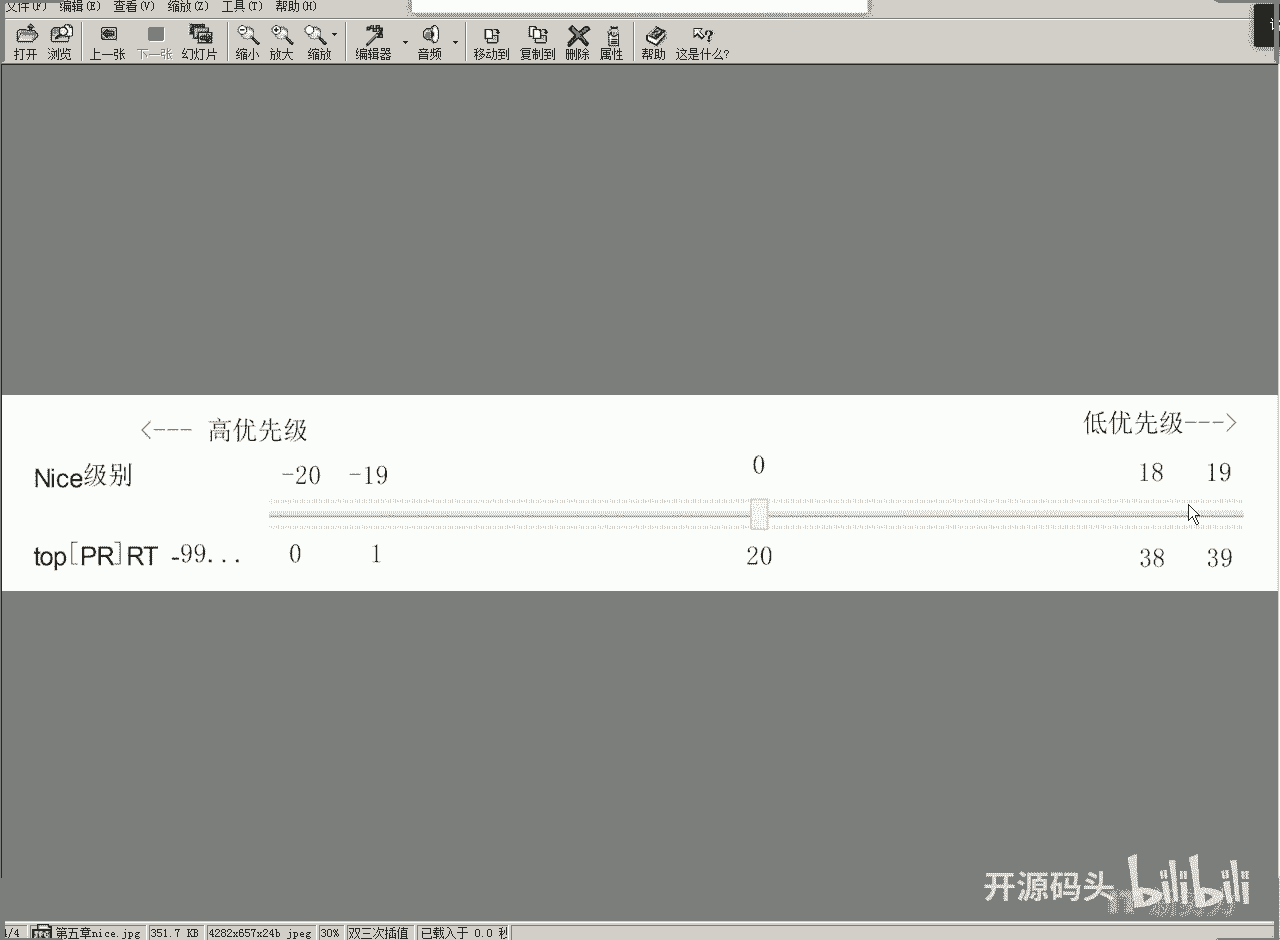 文件(F) 编辑(E) 查看(V) 缩放(Z) 工具(T) 帮助(H)
打开 浏览 上一张 下一张 幻灯片 缩小 放大 缩放 编辑器 音频 移动到 复制到 删除 属性 帮助 这是什么?
<--- 高优先级 低优先级--->
Nice级别 -20 -19 0 18 19
top[PR]RT -99... 0 1 20 38 39
开源码头 bilibili
4/4 第五章nice.jpg 351.7 KB 4282x657x24b jpeg 30% 双三次插值 已载入于 0.0 秒